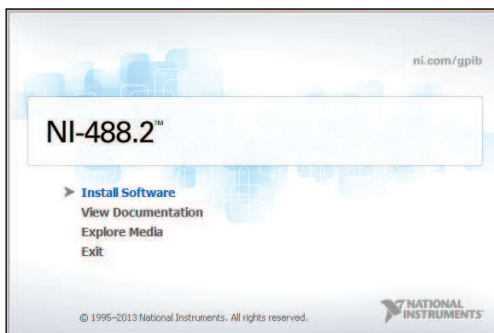 ni.com/gpib
NI-488.2™
Install Software
View Documentation
Explore Media
Exit
© 1995–2013 National Instruments. All rights reserved.
NATIONAL
INSTRUMENTS™